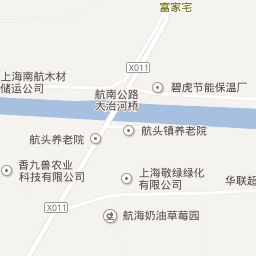 富家宅
X011
上海南航木材
储运公司
碧虎节能保温厂
航南公路
大治河桥
航头镇养老院
航头养老院
香九兽农业
科技有限公司
上海敬绿绿化
有限公司
华联超
X011
航海奶油草莓园